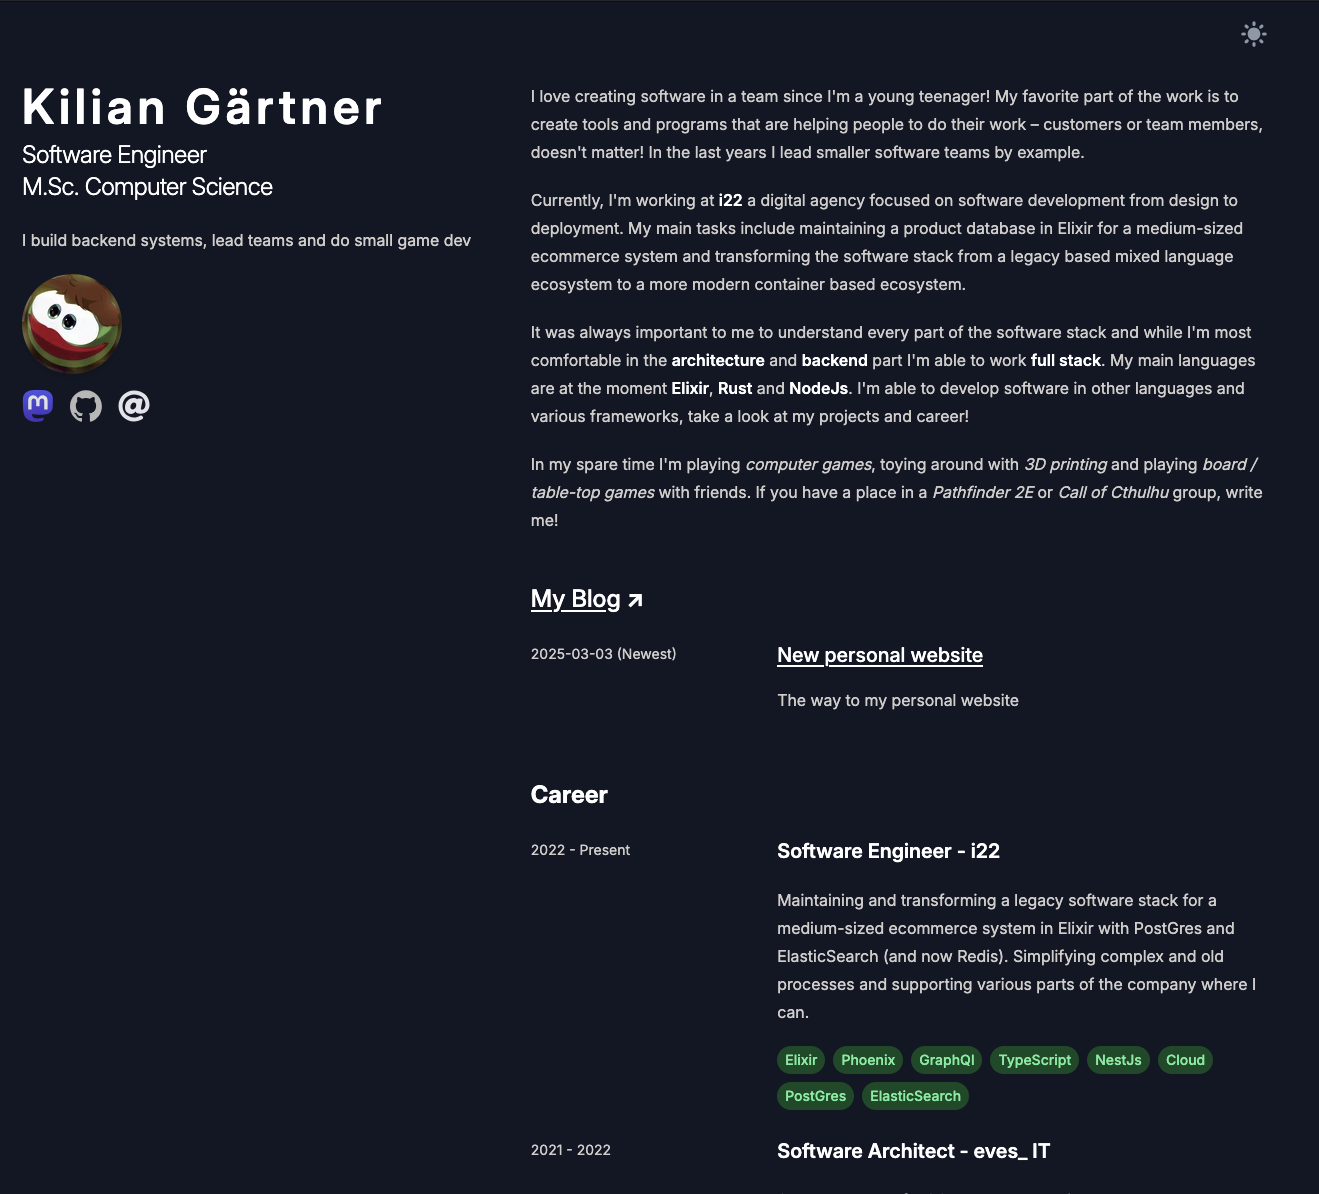 Kilian Gärtner
Software Engineer
M.Sc. Computer Science
I build backend systems, lead teams and do small game dev
I love creating software in a team since I'm a young teenager! My favorite part of the work is to
create tools and programs that are helping people to do their work – customers or team members,
doesn't matter! In the last years I lead smaller software teams by example.
Currently, I'm working at i22 a digital agency focused on software development from design to
deployment. My main tasks include maintaining a product database in Elixir for a medium-sized
ecommerce system and transforming the software stack from a legacy based mixed language
ecosystem to a more modern container based ecosystem.
It was always important to me to understand every part of the software stack and while I'm most
comfortable in the architecture and backend part I'm able to work full stack. My main languages
are at the moment Elixir, Rust and NodeJs. I'm able to develop software in other languages and
various frameworks, take a look at my projects and career!
In my spare time I'm playing computer games, toying around with 3D printing and playing board /
table-top games with friends. If you have a place in a Pathfinder 2E or Call of Cthulhu group, write
me!
My Blog
2025-03-03 (Newest)
New personal website
The way to my personal website
Career
2022 - Present
Software Engineer - i22
Maintaining and transforming a legacy software stack for a
medium-sized ecommerce system in Elixir with PostGres and
ElasticSearch (and now Redis). Simplifying complex and old
processes and supporting various parts of the company where I
can.
Elixir Phoenix GraphQl TypeScript NestJs Cloud
PostGres ElasticSearch
2021 - 2022
Software Architect - eves_ IT